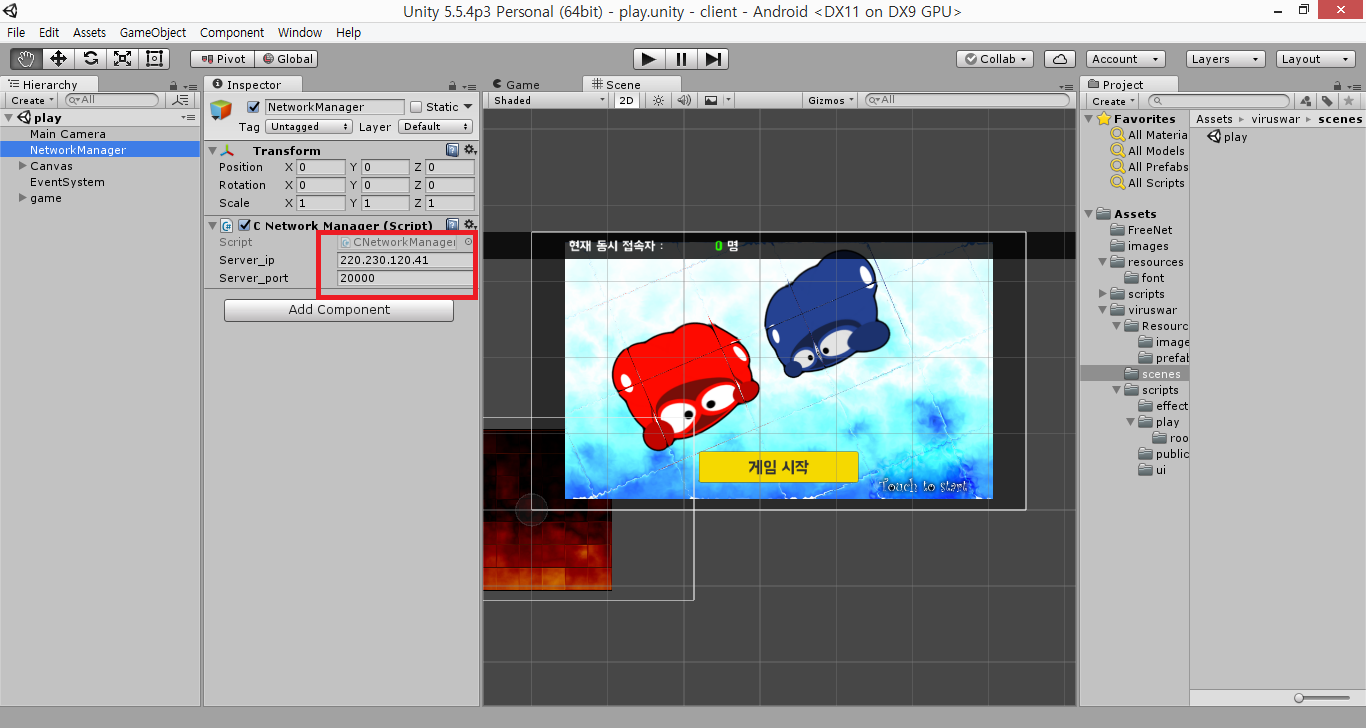 Unity 5.5.4p3 Personal (64bit) - play.unity - client - Android <DX11 on DX9 GPU>
File Edit Assets GameObject Component Window Help
Pivot Global Collab Account Layers Layout
Hierarchy
Create All
play
Main Camera
NetworkManager
Canvas
EventSystem
game
Inspector
NetworkManager Static
Tag Untagged Layer Default
Transform
Position X 0 Y 0 Z 0
Rotation X 0 Y 0 Z 0
Scale X 1 Y 1 Z 1
C Network Manager (Script)
Script CNetworkManager
Server_ip 220.230.120.41
Server_port 20000
Add Component
Game Scene
Shaded 2D Gizmos All
현재 동시 접속자 : 0 명
게임 시작
Touch to start
Project
Create
Favorites
All Materia
All Models
All Prefabs
All Scripts
Assets
FreeNet
images
resources
font
scripts
viruswar
Resourc
image
prefat
scenes
scripts
effect
play
roo
public
ui
Assets viruswar scenes
play